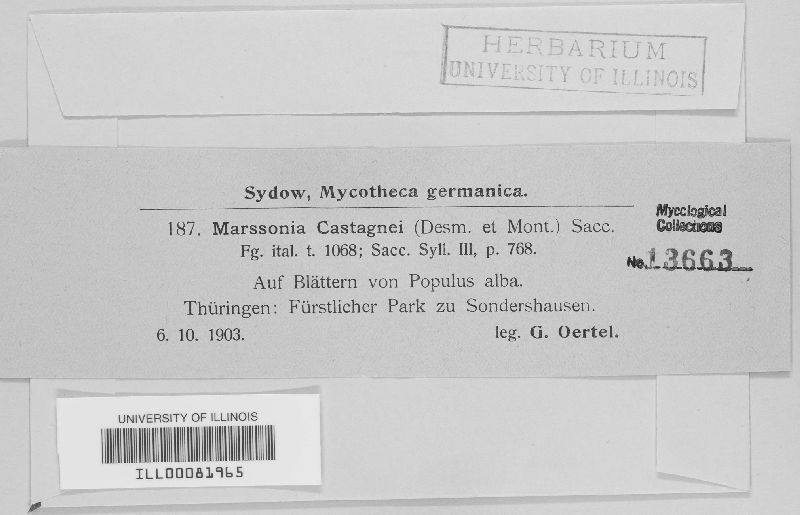 HERBARIUM
UNIVERSITY OF ILLINOIS
Sydow, Mycotheca germanica.
187. Marssonia Castagnei (Desm. et Mont.) Sacc.
Fg. ital. t. 1068; Sacc. Syll. III, p. 768.
Auf Blättern von Populus alba.
Thüringen: Fürstlicher Park zu Sondershausen.
6. 10. 1903. leg. G. Oertel.
Mycological
Collections
No. 13663
UNIVERSITY OF ILLINOIS
ILL00081965